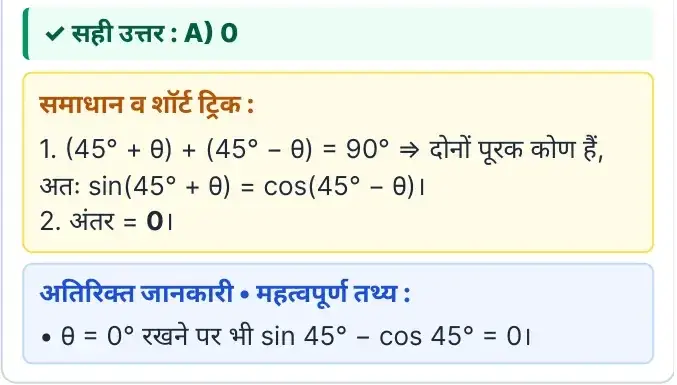 ✓ सही उत्तर : A) 0
समाधान व शॉर्ट ट्रिक :
1. (45° + θ) + (45° − θ) = 90° ⇒ दोनों पूरक कोण हैं,
अतः sin(45° + θ) = cos(45° − θ)।
2. अंतर = 0।
अतिरिक्त जानकारी • महत्वपूर्ण तथ्य :
• θ = 0° रखने पर भी sin 45° − cos 45° = 0।